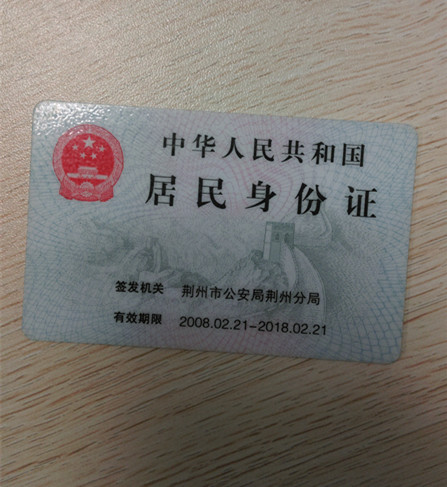 中华人民共和国
居民身份证
签发机关 荆州市公安局荆州分局
有效期限 2008.02.21-2018.02.21